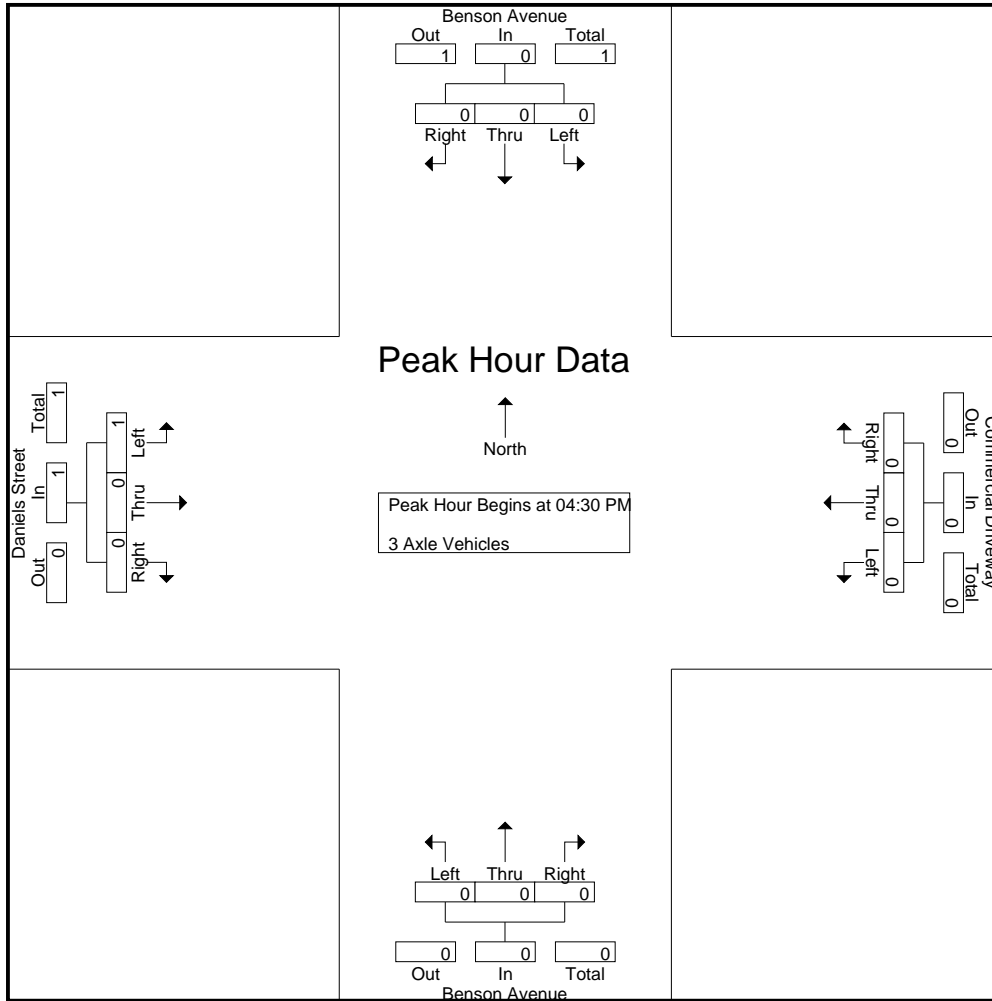 Benson Avenue
Out In Total
1 0 1
0 0 0
Right Thru Left
Peak Hour Data
North
Peak Hour Begins at 04:30 PM
3 Axle Vehicles
Daniels Street
Out In Total
0 1 1
1 0 0
Left Thru Right
Commercial Driveway
Out In Total
0 0 0
0 0 0
Right Thru Left
Left Thru Right
0 0 0
0 0 0
Out In Total
Benson Avenue